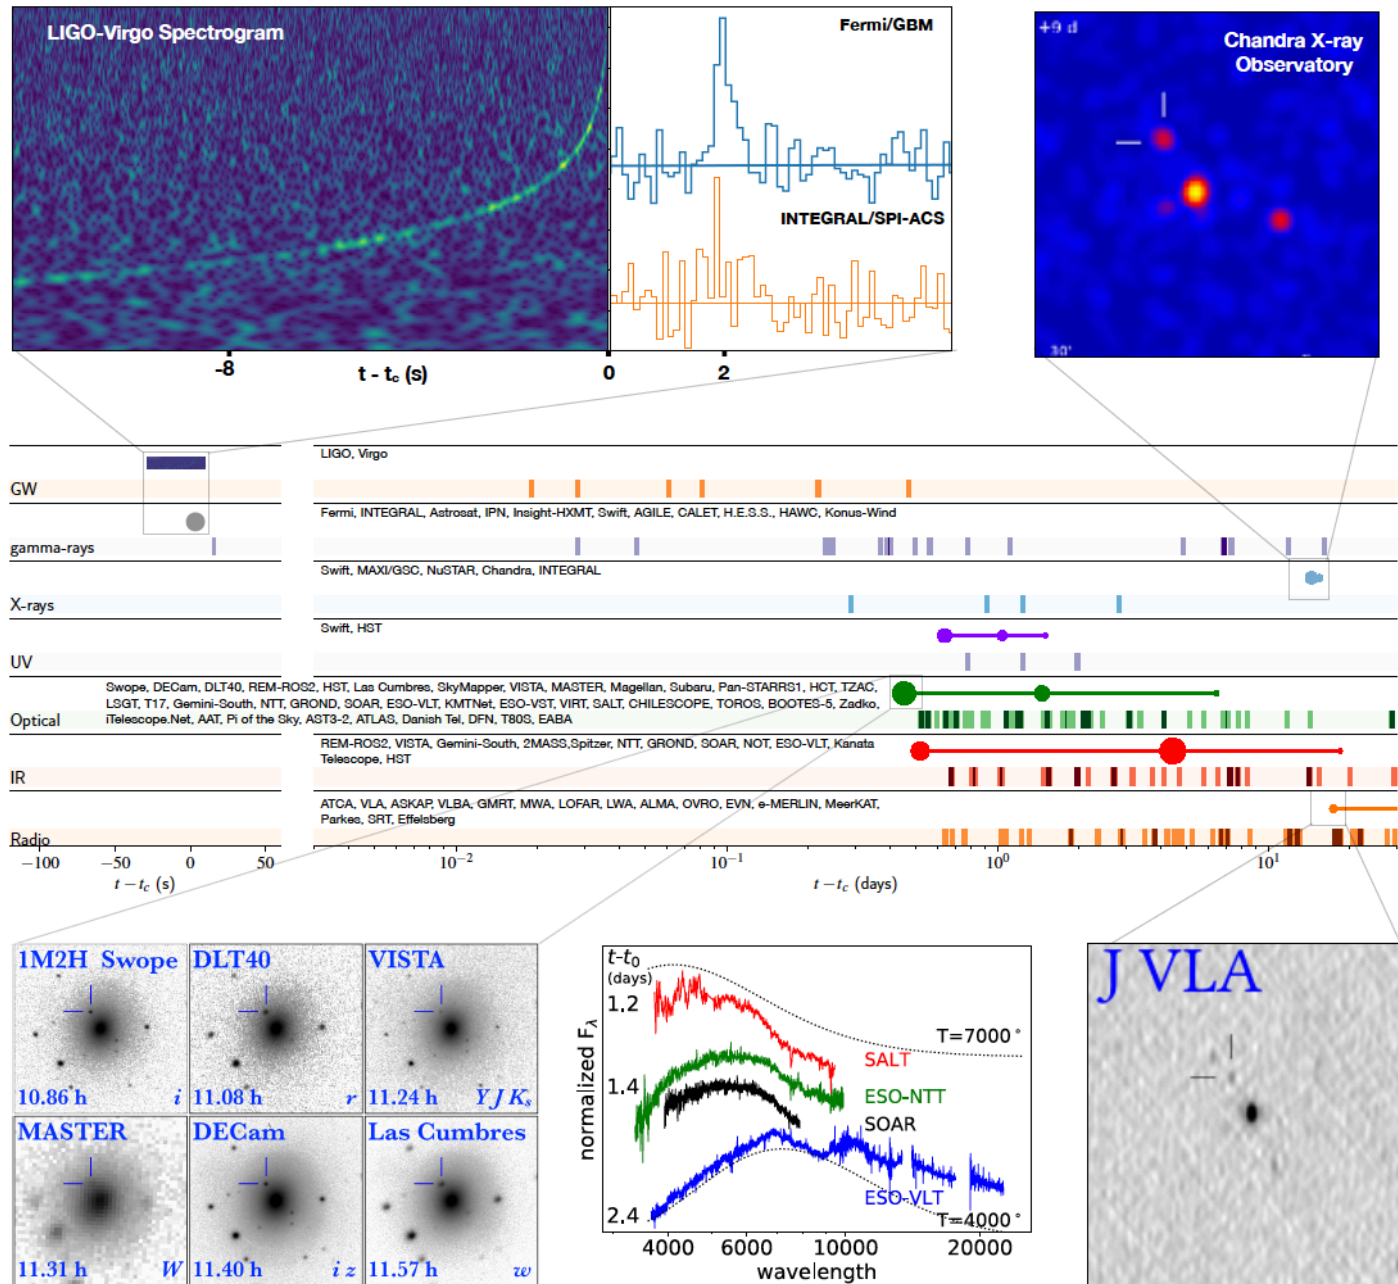 LIGO-Virgo Spectrogram
Fermi/GBM
INTEGRAL/SPI-ACS
-8
t - tc (s)
0
2
+9 d
Chandra X-ray
Observatory
30'
LIGO, Virgo
GW
Fermi, INTEGRAL, Astrosat, IPN, Insight-HXMT, Swift, AGILE, CALET, H.E.S.S., HAWC, Konus-Wind
gamma-rays
Swift, MAXI/GSC, NuSTAR, Chandra, INTEGRAL
X-rays
Swift, HST
UV
Swope, DECam, DLT40, REM-ROS2, HST, Las Cumbres, SkyMapper, VISTA, MASTER, Magellan, Subaru, Pan-STARRS1, HCT, TZAC,
LSGT, T17, Gemini-South, NTT, GROND, SOAR, ESO-VLT, KMTNet, ESO-VST, VIRT, SALT, CHILESCOPE, TOROS, BOOTES-5, Zadko,
iTelescope.Net, AAT, Pi of the Sky, AST3-2, ATLAS, Danish Tel, DFN, T80S, EABA
Optical
REM-ROS2, VISTA, Gemini-South, 2MASS,Spitzer, NTT, GROND, SOAR, NOT, ESO-VLT, Kanata
Telescope, HST
IR
ATCA, VLA, ASKAP, VLBA, GMRT, MWA, LOFAR, LWA, ALMA, OVRO, EVN, e-MERLIN, MeerKAT,
Parkes, SRT, Effelsberg
Radio
−100 −50 0 50
t − tc (s)
10⁻² 10⁻¹ 10⁰ 10¹
t − tc (days)
1M2H Swope
10.86 h i
DLT40
11.08 h r
VISTA
11.24 h YJKs
MASTER
11.31 h W
DECam
11.40 h iz
Las Cumbres
11.57 h w
t-t0
(days)
1.2
1.4
2.4
normalized Fλ
T=7000°
SALT
ESO-NTT
SOAR
ESO-VLT
T=4000°
4000 6000 10000 20000
wavelength
J VLA